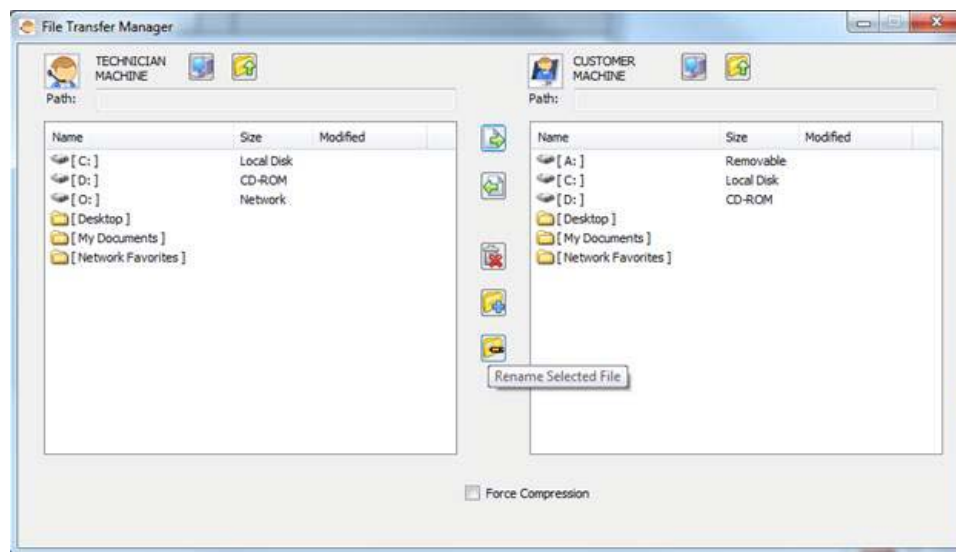 File Transfer Manager
TECHNICIAN
MACHINE
Path:
Name Size Modified
[ C: ] Local Disk
[ D: ] CD-ROM
[ O: ] Network
[ Desktop ]
[ My Documents ]
[ Network Favorites ]
CUSTOMER
MACHINE
Path:
Name Size Modified
[ A: ] Removable
[ C: ] Local Disk
[ D: ] CD-ROM
[ Desktop ]
[ My Documents ]
[ Network Favorites ]
Rename Selected File
Force Compression